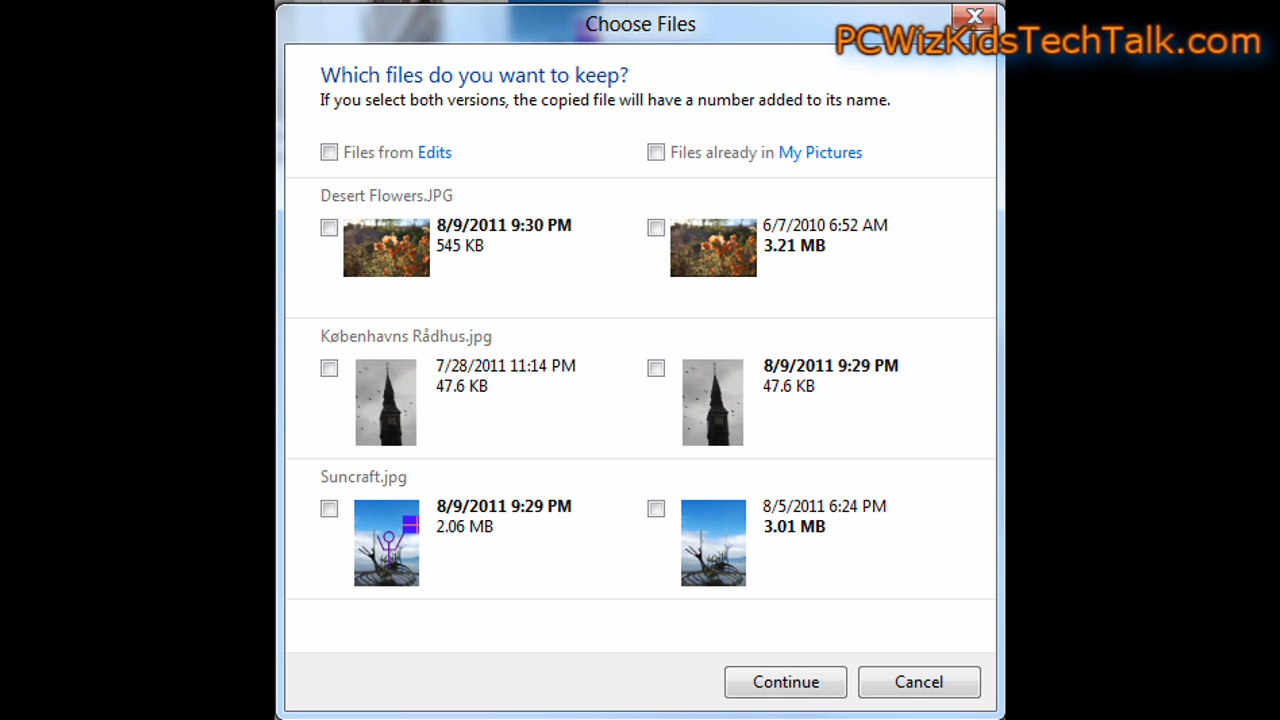 Choose Files
X
PCWizKidsTechTalk.com
Which files do you want to keep?
If you select both versions, the copied file will have a number added to its name.
Files from Edits
Files already in My Pictures
Desert Flowers.JPG
8/9/2011 9:30 PM
545 KB
6/7/2010 6:52 AM
3.21 MB
Københavns Rådhus.jpg
7/28/2011 11:14 PM
47.6 KB
8/9/2011 9:29 PM
47.6 KB
Suncraft.jpg
8/9/2011 9:29 PM
2.06 MB
8/5/2011 6:24 PM
3.01 MB
Continue
Cancel